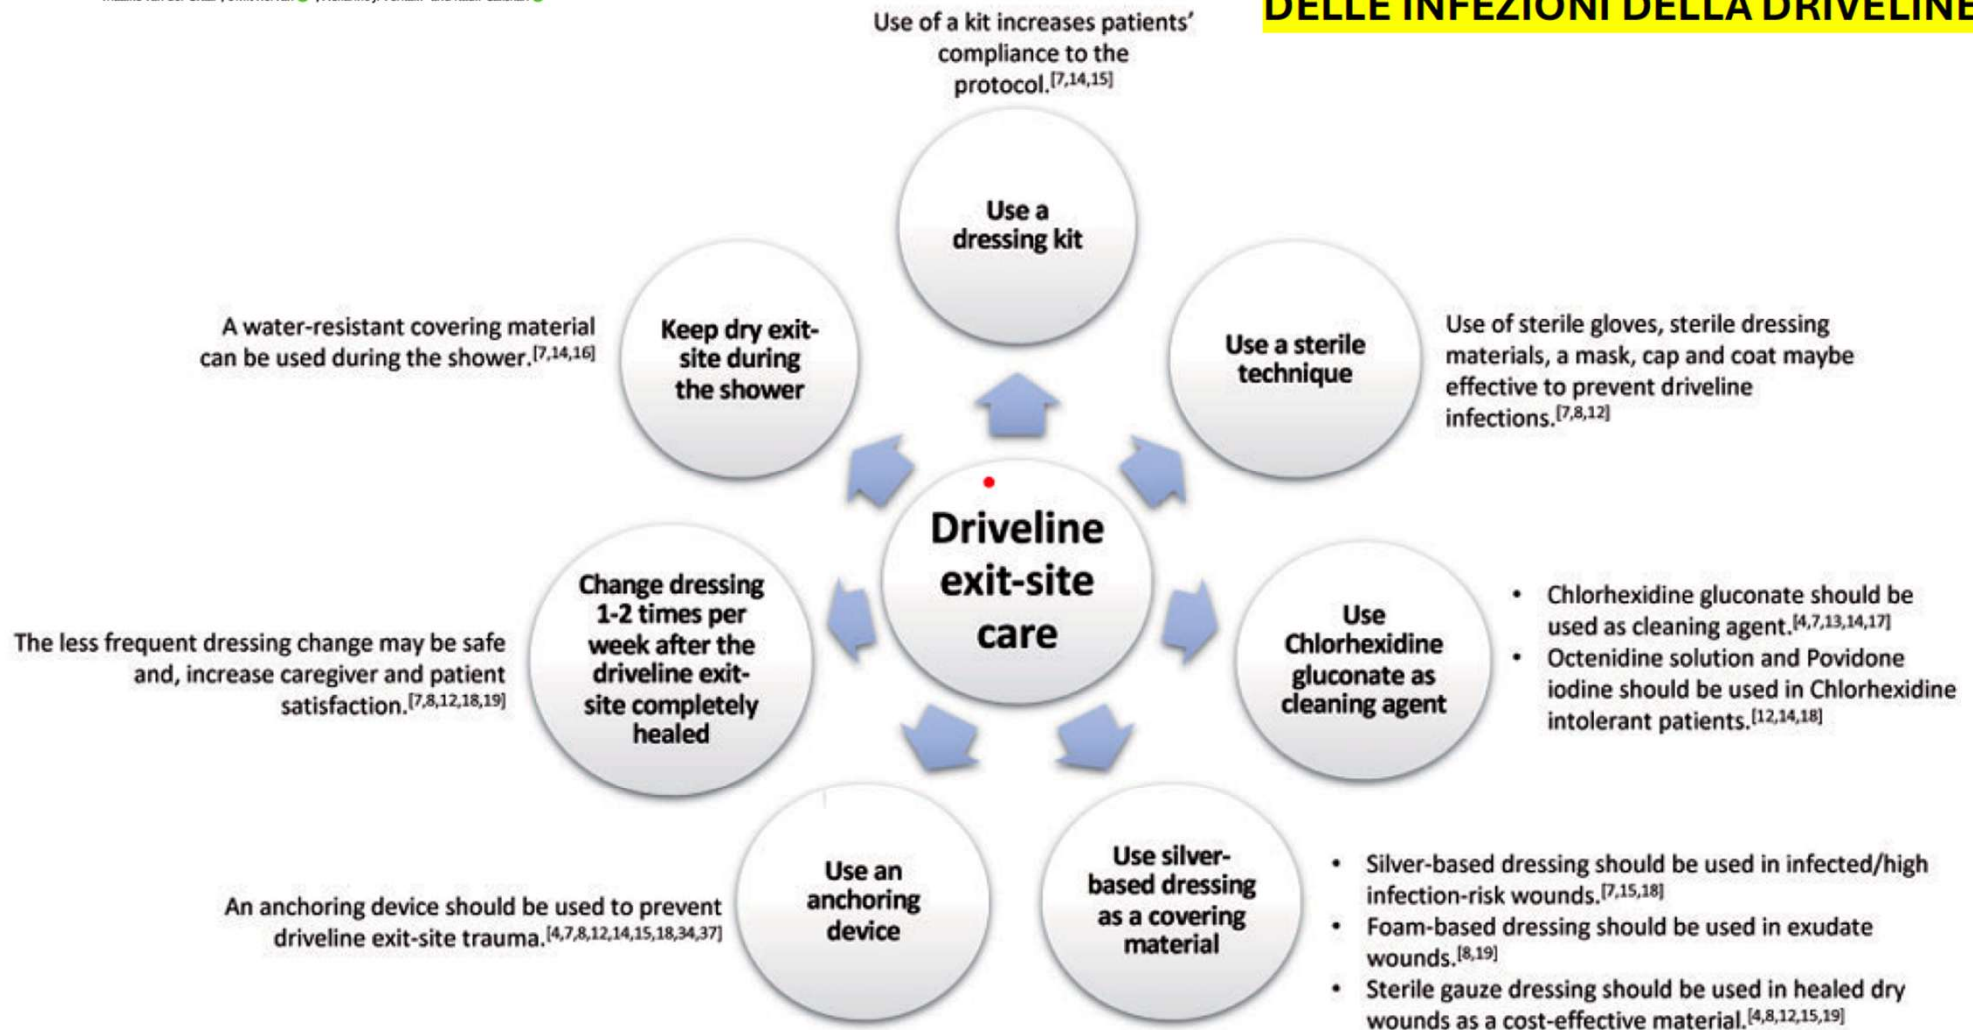 DELLE INFEZIONI DELLA DRIVELINE
Use of a kit increases patients’
compliance to the
protocol.[7,14,15]
Use a
dressing kit
A water-resistant covering material
can be used during the shower.[7,14,16]
Keep dry exit-
site during
the shower
Use a sterile
technique
Use of sterile gloves, sterile dressing
materials, a mask, cap and coat maybe
effective to prevent driveline
infections.[7,8,12]
Driveline
exit-site
care
The less frequent dressing change may be safe
and, increase caregiver and patient
satisfaction.[7,8,12,18,19]
Change dressing
1-2 times per
week after the
driveline exit-
site completely
healed
Use
Chlorhexidine
gluconate as
cleaning agent
• Chlorhexidine gluconate should be
used as cleaning agent.[4,7,13,14,17]
• Octenidine solution and Povidone
iodine should be used in Chlorhexidine
intolerant patients.[12,14,18]
An anchoring device should be used to prevent
driveline exit-site trauma.[4,7,8,12,14,15,18,34,37]
Use an
anchoring
device
Use silver-
based dressing
as a covering
material
• Silver-based dressing should be used in infected/high
infection-risk wounds.[7,15,18]
• Foam-based dressing should be used in exudate
wounds.[8,19]
• Sterile gauze dressing should be used in healed dry
wounds as a cost-effective material.[4,8,12,15,19]